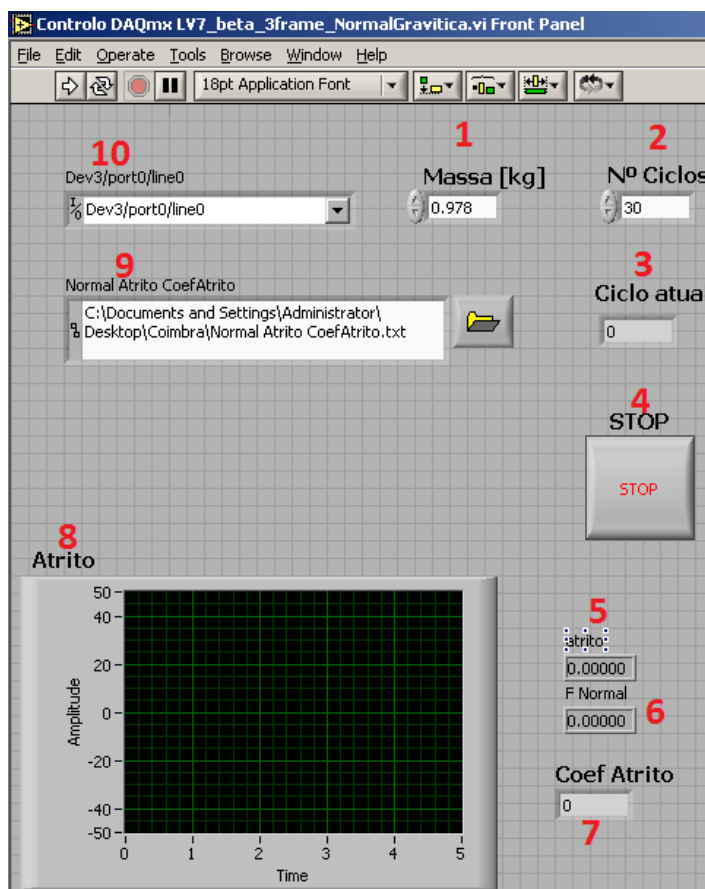 Controlo DAQmx LV7_beta_3frame_NormalGravitica.vi Front Panel
File Edit Operate Tools Browse Window Help
18pt Application Font
10
1
2
Dev3/port0/line0
Massa [kg]
Nº Ciclos
I/O Dev3/port0/line0
0.978
30
9
3
Normal Atrito CoefAtrito
Ciclo atua
C:\Documents and Settings\Administrator\
Desktop\Coimbra\Normal Atrito CoefAtrito.txt
0
4
STOP
STOP
8
Atrito
50
40
20
0
-20
-40
-50
Amplitude
0 1 2 3 4 5
Time
5
atrito
0.00000
F Normal
0.00000
6
Coef Atrito
0
7